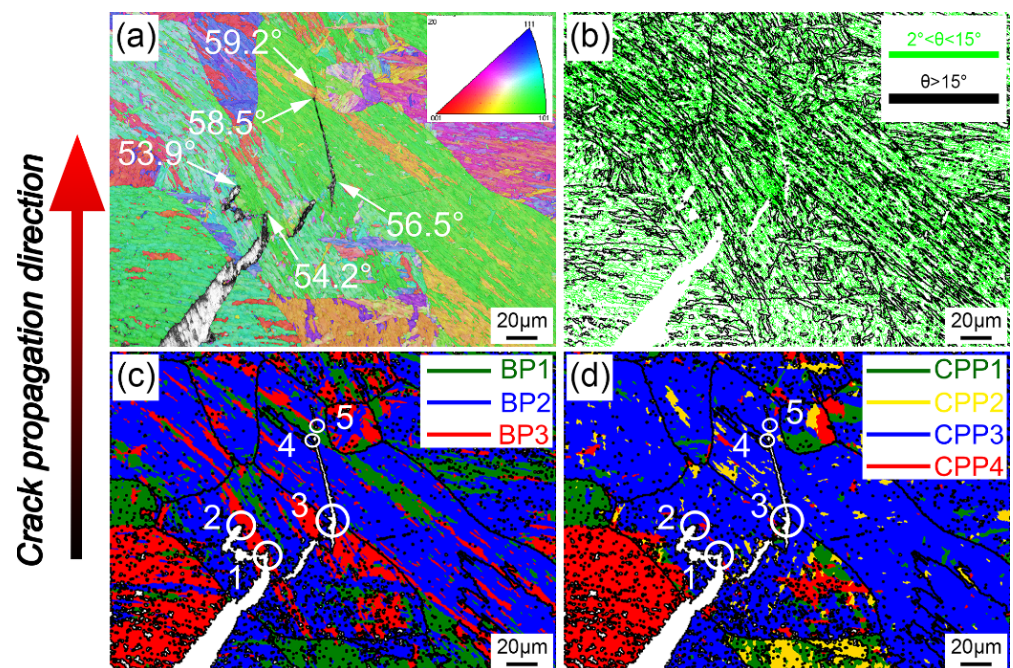 (a)
59.2°
58.5°
53.9°
56.5°
54.2°
111
001
101
20μm
(b)
2°<θ<15°
θ>15°
20μm
Crack propagation direction
(c)
BP1
BP2
BP3
5
4
3
2
1
20μm
(d)
CPP1
CPP2
CPP3
CPP4
5
4
3
2
1
20μm